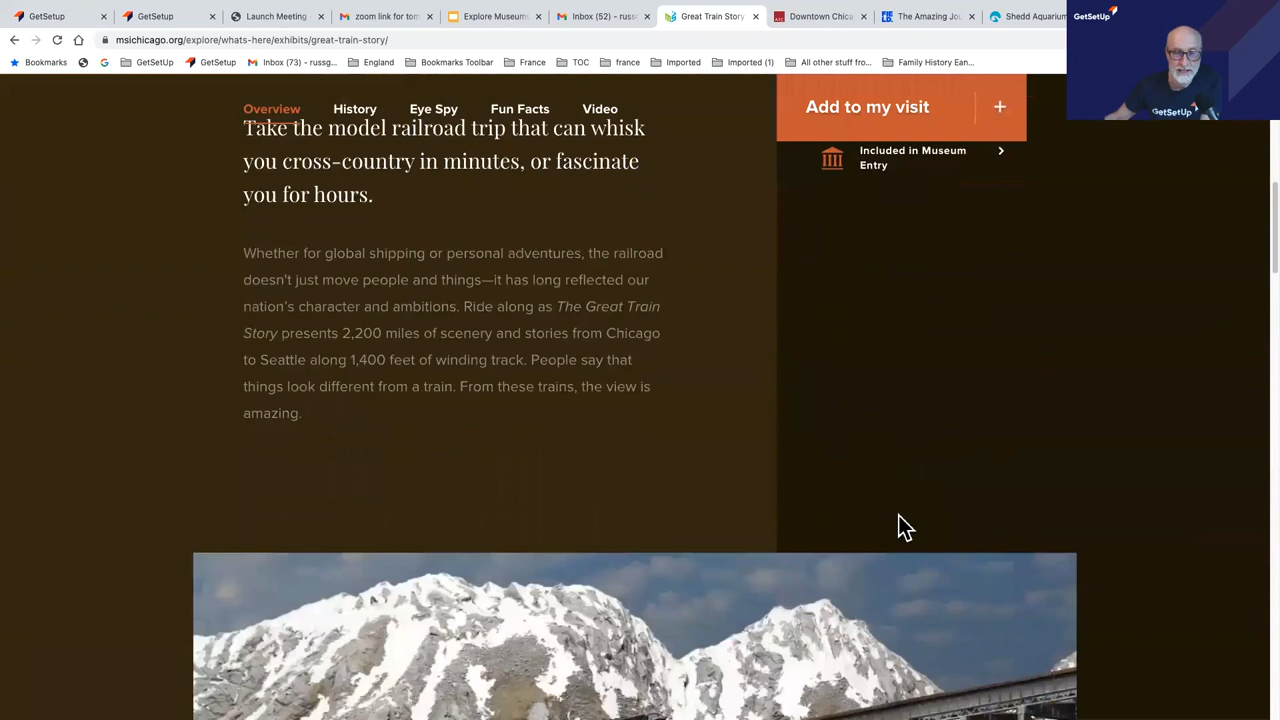 GetSetUp
GetSetUp
Launch Meeting
zoom link for tom
Explore Museum
Inbox (52) - russg
Great Train Story
Downtown Chica
The Amazing Jou
Shedd Aquarium
msichicago.org/explore/whats-here/exhibits/great-train-story/
Bookmarks
GetSetUp
GetSetup
Inbox (73) - russg...
England
Bookmarks Toolbar
France
TOC
france
Imported
Imported (1)
All other stuff fro...
Family History Ean...
GetSetUp
GetSetUp
Overview
History
Eye Spy
Fun Facts
Video
Add to my visit
+
Take the model railroad trip that can whisk
you cross-country in minutes, or fascinate
you for hours.
Included in Museum
Entry
Whether for global shipping or personal adventures, the railroad
doesn't just move people and things—it has long reflected our
nation's character and ambitions. Ride along as The Great Train
Story presents 2,200 miles of scenery and stories from Chicago
to Seattle along 1,400 feet of winding track. People say that
things look different from a train. From these trains, the view is
amazing.